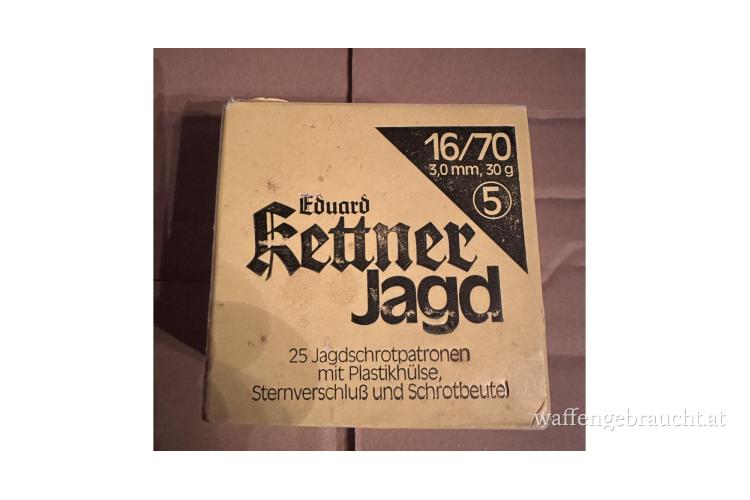 16/70
3,0 mm, 30 g
5
Eduard
Kettner
Jagd
25 Jagdschrotpatronen
mit Plastikhülse,
Sternverschluß und Schrotbeutel
waffengebraucht.at